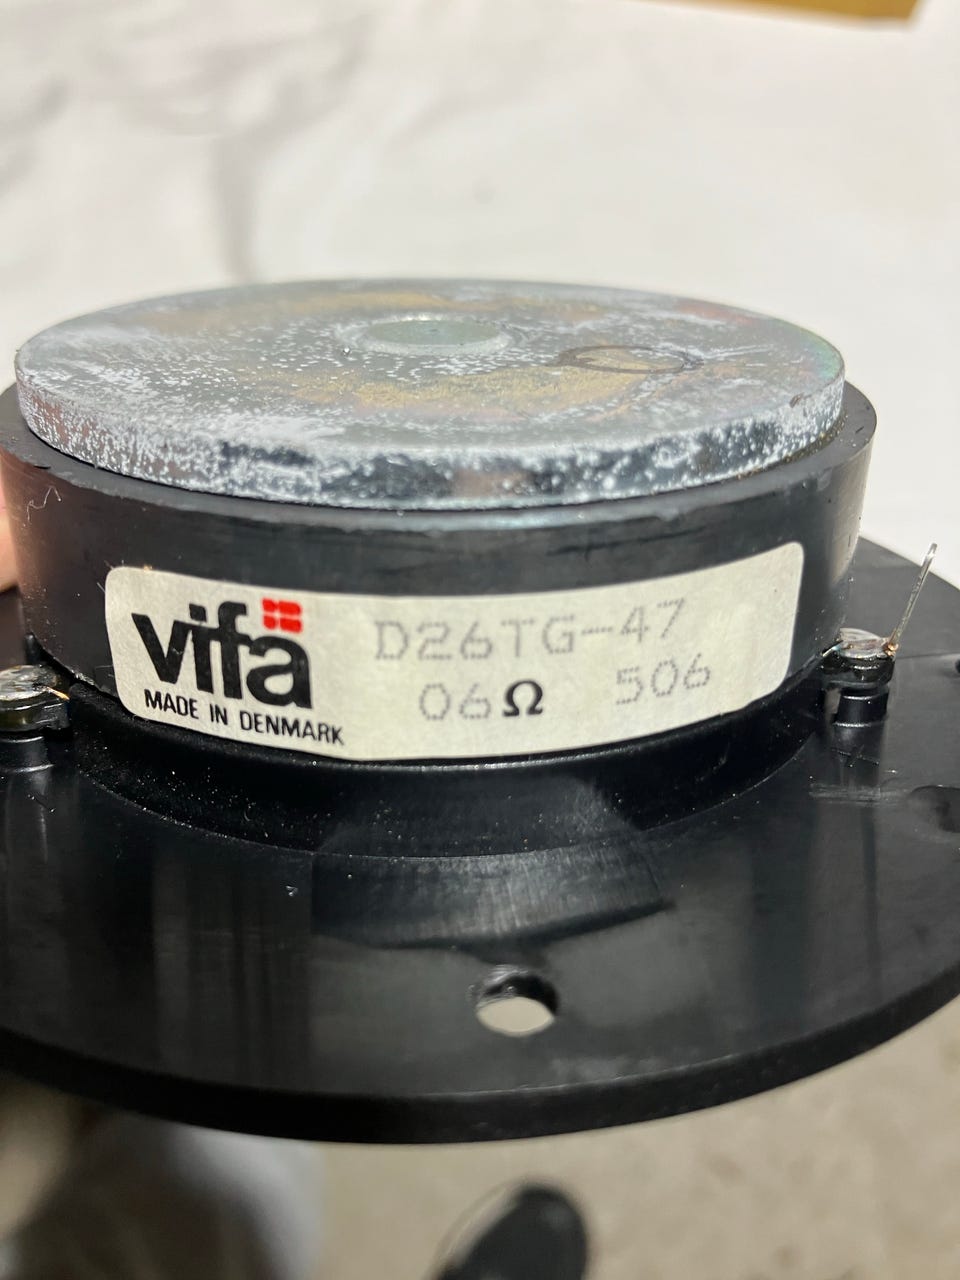 vifa
MADE IN DENMARK
D26TG-47
06Ω 506